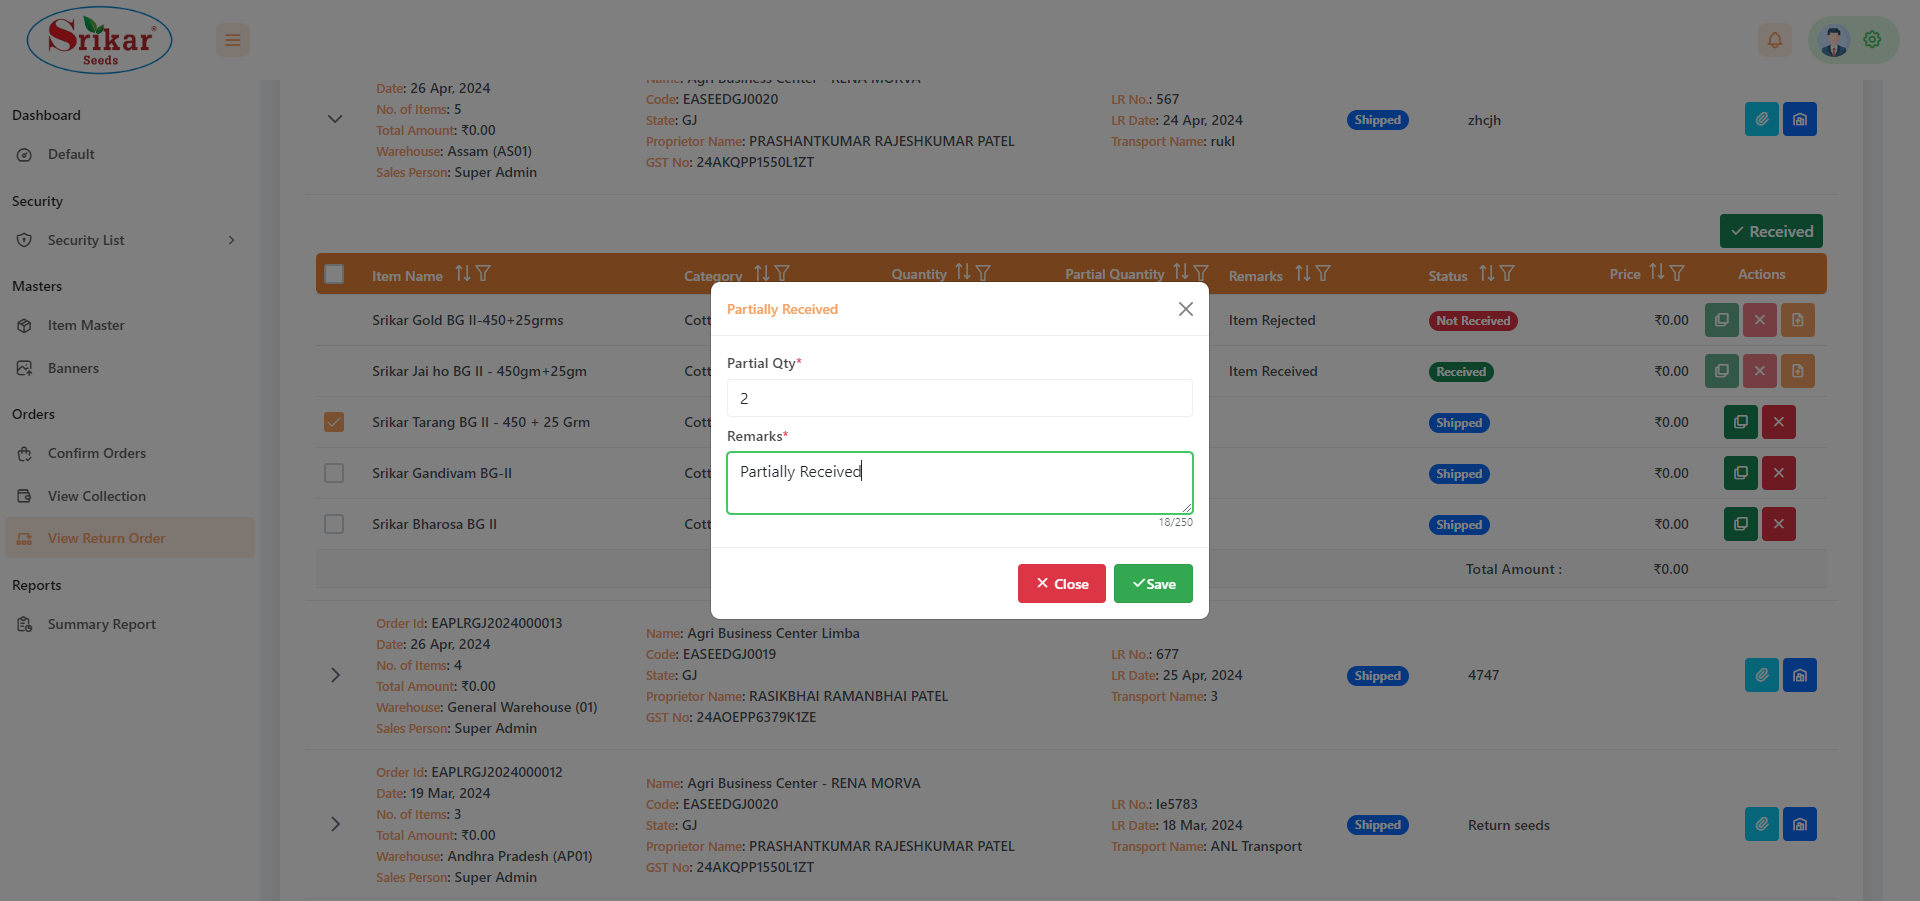 Srikar
Seeds
Dashboard
Default
Security
Security List
Masters
Item Master
Banners
Orders
Confirm Orders
View Collection
View Return Order
Reports
Summary Report
Date: 26 Apr, 2024
No. of Items: 5
Total Amount: ₹0.00
Warehouse: Assam (AS01)
Sales Person: Super Admin
Name: Agri Business Center - RENA MORVA
Code: EASEEDGJ0020
State: GJ
Proprietor Name: PRASHANTKUMAR RAJESHKUMAR PATEL
GST No: 24AKQPP1550L1ZT
LR No.: 567
LR Date: 24 Apr, 2024
Transport Name: rukl
Shipped
zhcjh
Received
Item Name Category Quantity Partial Quantity Remarks Status Price Actions
Srikar Gold BG II-450+25grms Cott Item Rejected Not Received ₹0.00
Srikar Jai ho BG II - 450gm+25gm Cott Item Received Received ₹0.00
Srikar Tarang BG II - 450 + 25 Grm Cott Shipped ₹0.00
Srikar Gandivam BG-II Cott Shipped ₹0.00
Srikar Bharosa BG II Cott Shipped ₹0.00
Total Amount : ₹0.00
Partially Received
Partial Qty*
2
Remarks*
Partially Received
18/250
Close
Save
Order Id: EAPLRGJ2024000013
Date: 26 Apr, 2024
No. of Items: 4
Total Amount: ₹0.00
Warehouse: General Warehouse (01)
Sales Person: Super Admin
Name: Agri Business Center Limba
Code: EASEEDGJ0019
State: GJ
Proprietor Name: RASIKBHAI RAMANBHAI PATEL
GST No: 24AOEPP6379K1ZE
LR No.: 677
LR Date: 25 Apr, 2024
Transport Name: 3
Shipped
4747
Order Id: EAPLRGJ2024000012
Date: 19 Mar, 2024
No. of Items: 3
Total Amount: ₹0.00
Warehouse: Andhra Pradesh (AP01)
Sales Person: Super Admin
Name: Agri Business Center - RENA MORVA
Code: EASEEDGJ0020
State: GJ
Proprietor Name: PRASHANTKUMAR RAJESHKUMAR PATEL
GST No: 24AKQPP1550L1ZT
LR No.: le5783
LR Date: 18 Mar, 2024
Transport Name: ANL Transport
Shipped
Return seeds